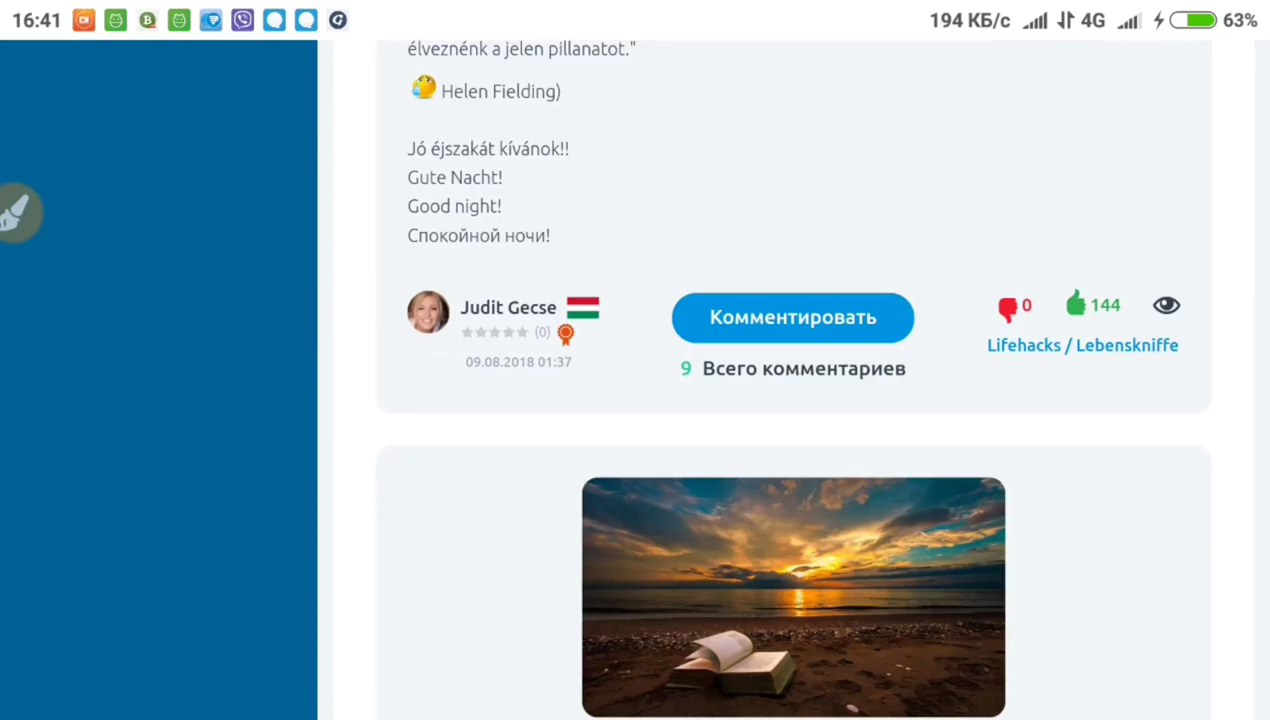 16:41 194 КБ/с 4G 63%
élveznénk a jelen pillanatot."
Helen Fielding)
Jó éjszakát kívánok!!
Gute Nacht!
Good night!
Спокойной ночи!
Judit Gecse
(0)
09.08.2018 01:37
Комментировать
9 Всего комментариев
0 144
Lifehacks / Lebenskniffe